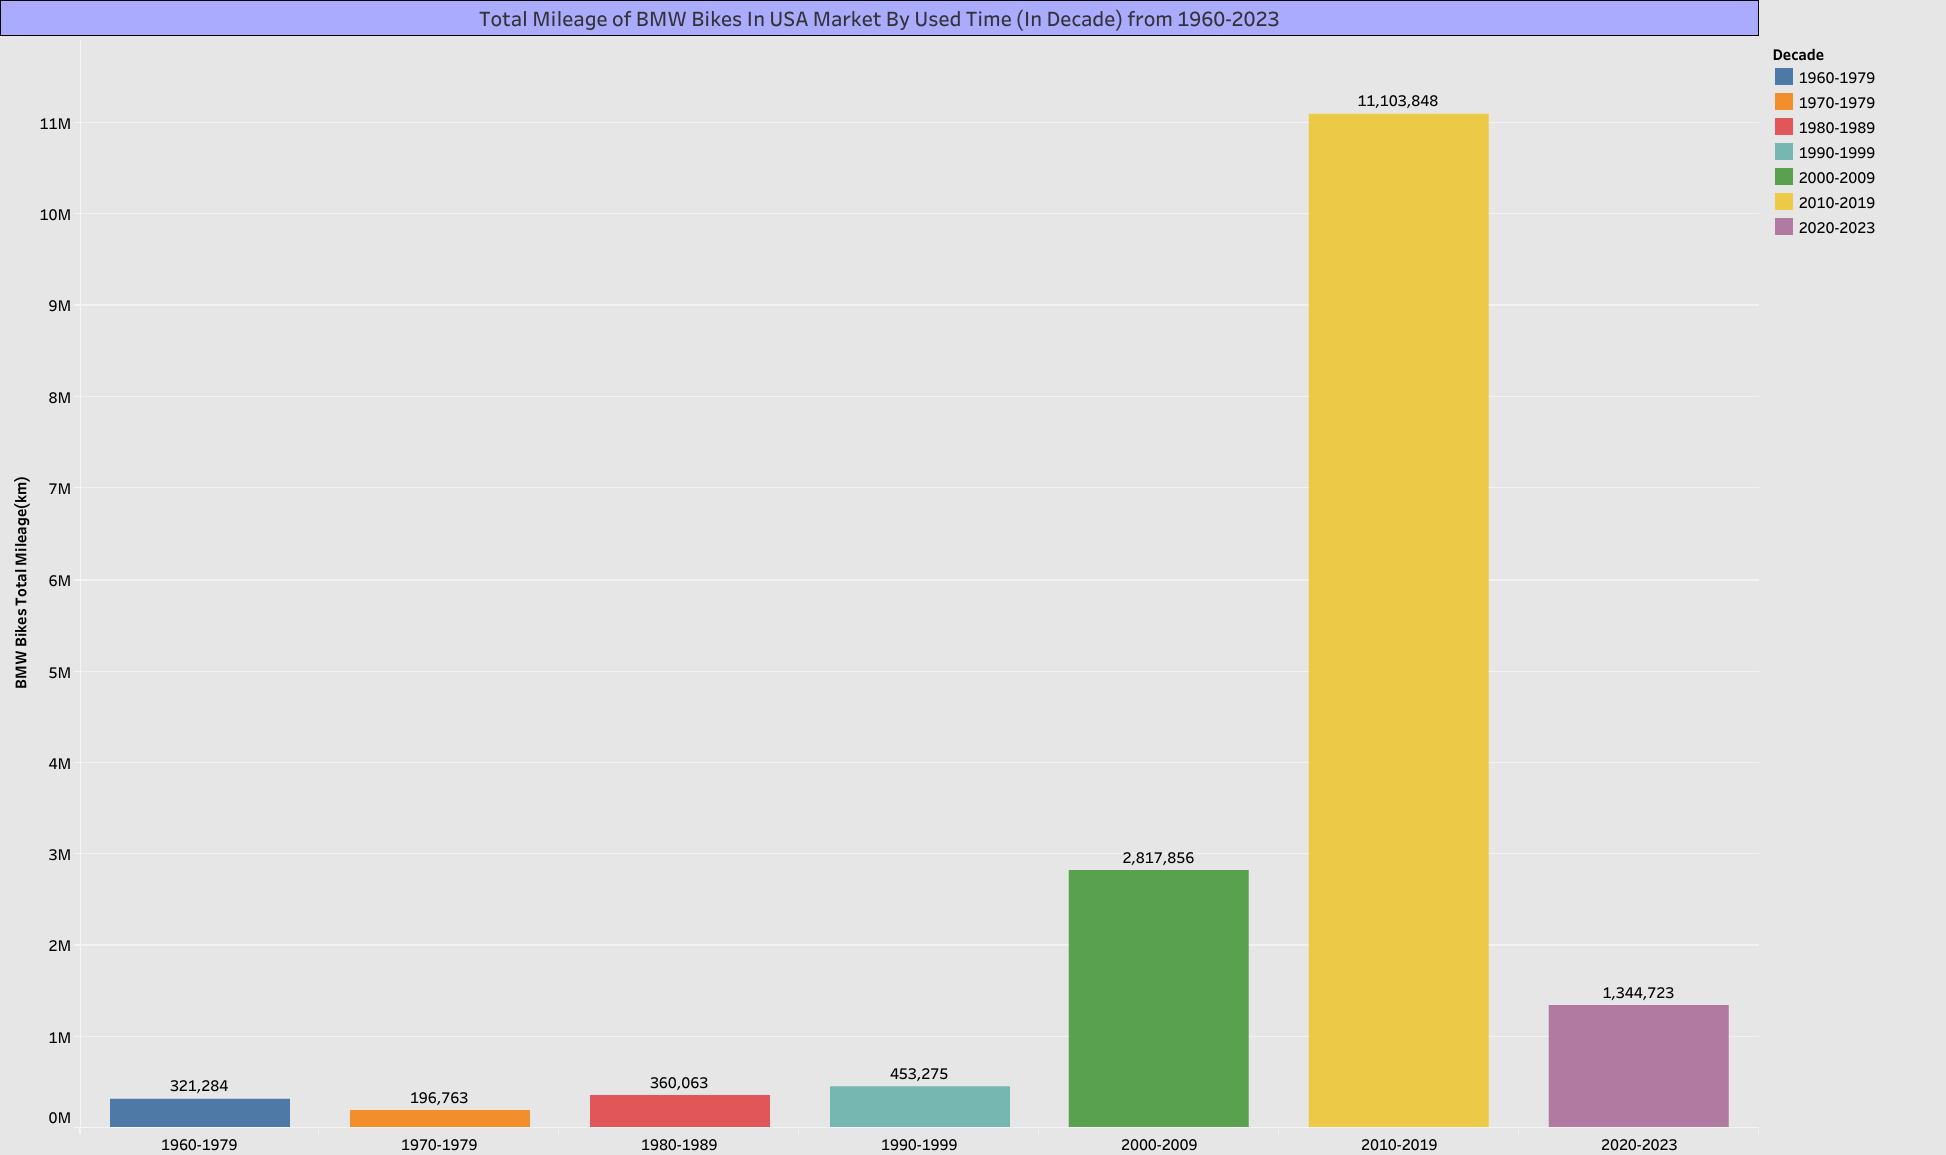 Total Mileage of BMW Bikes In USA Market By Used Time (In Decade) from 1960-2023
Decade
1960-1979
1970-1979
1980-1989
1990-1999
2000-2009
2010-2019
2020-2023
BMW Bikes Total Mileage(km)
11M
10M
9M
8M
7M
6M
5M
4M
3M
2M
1M
0M
321,284
196,763
360,063
453,275
2,817,856
11,103,848
1,344,723
1960-1979
1970-1979
1980-1989
1990-1999
2000-2009
2010-2019
2020-2023